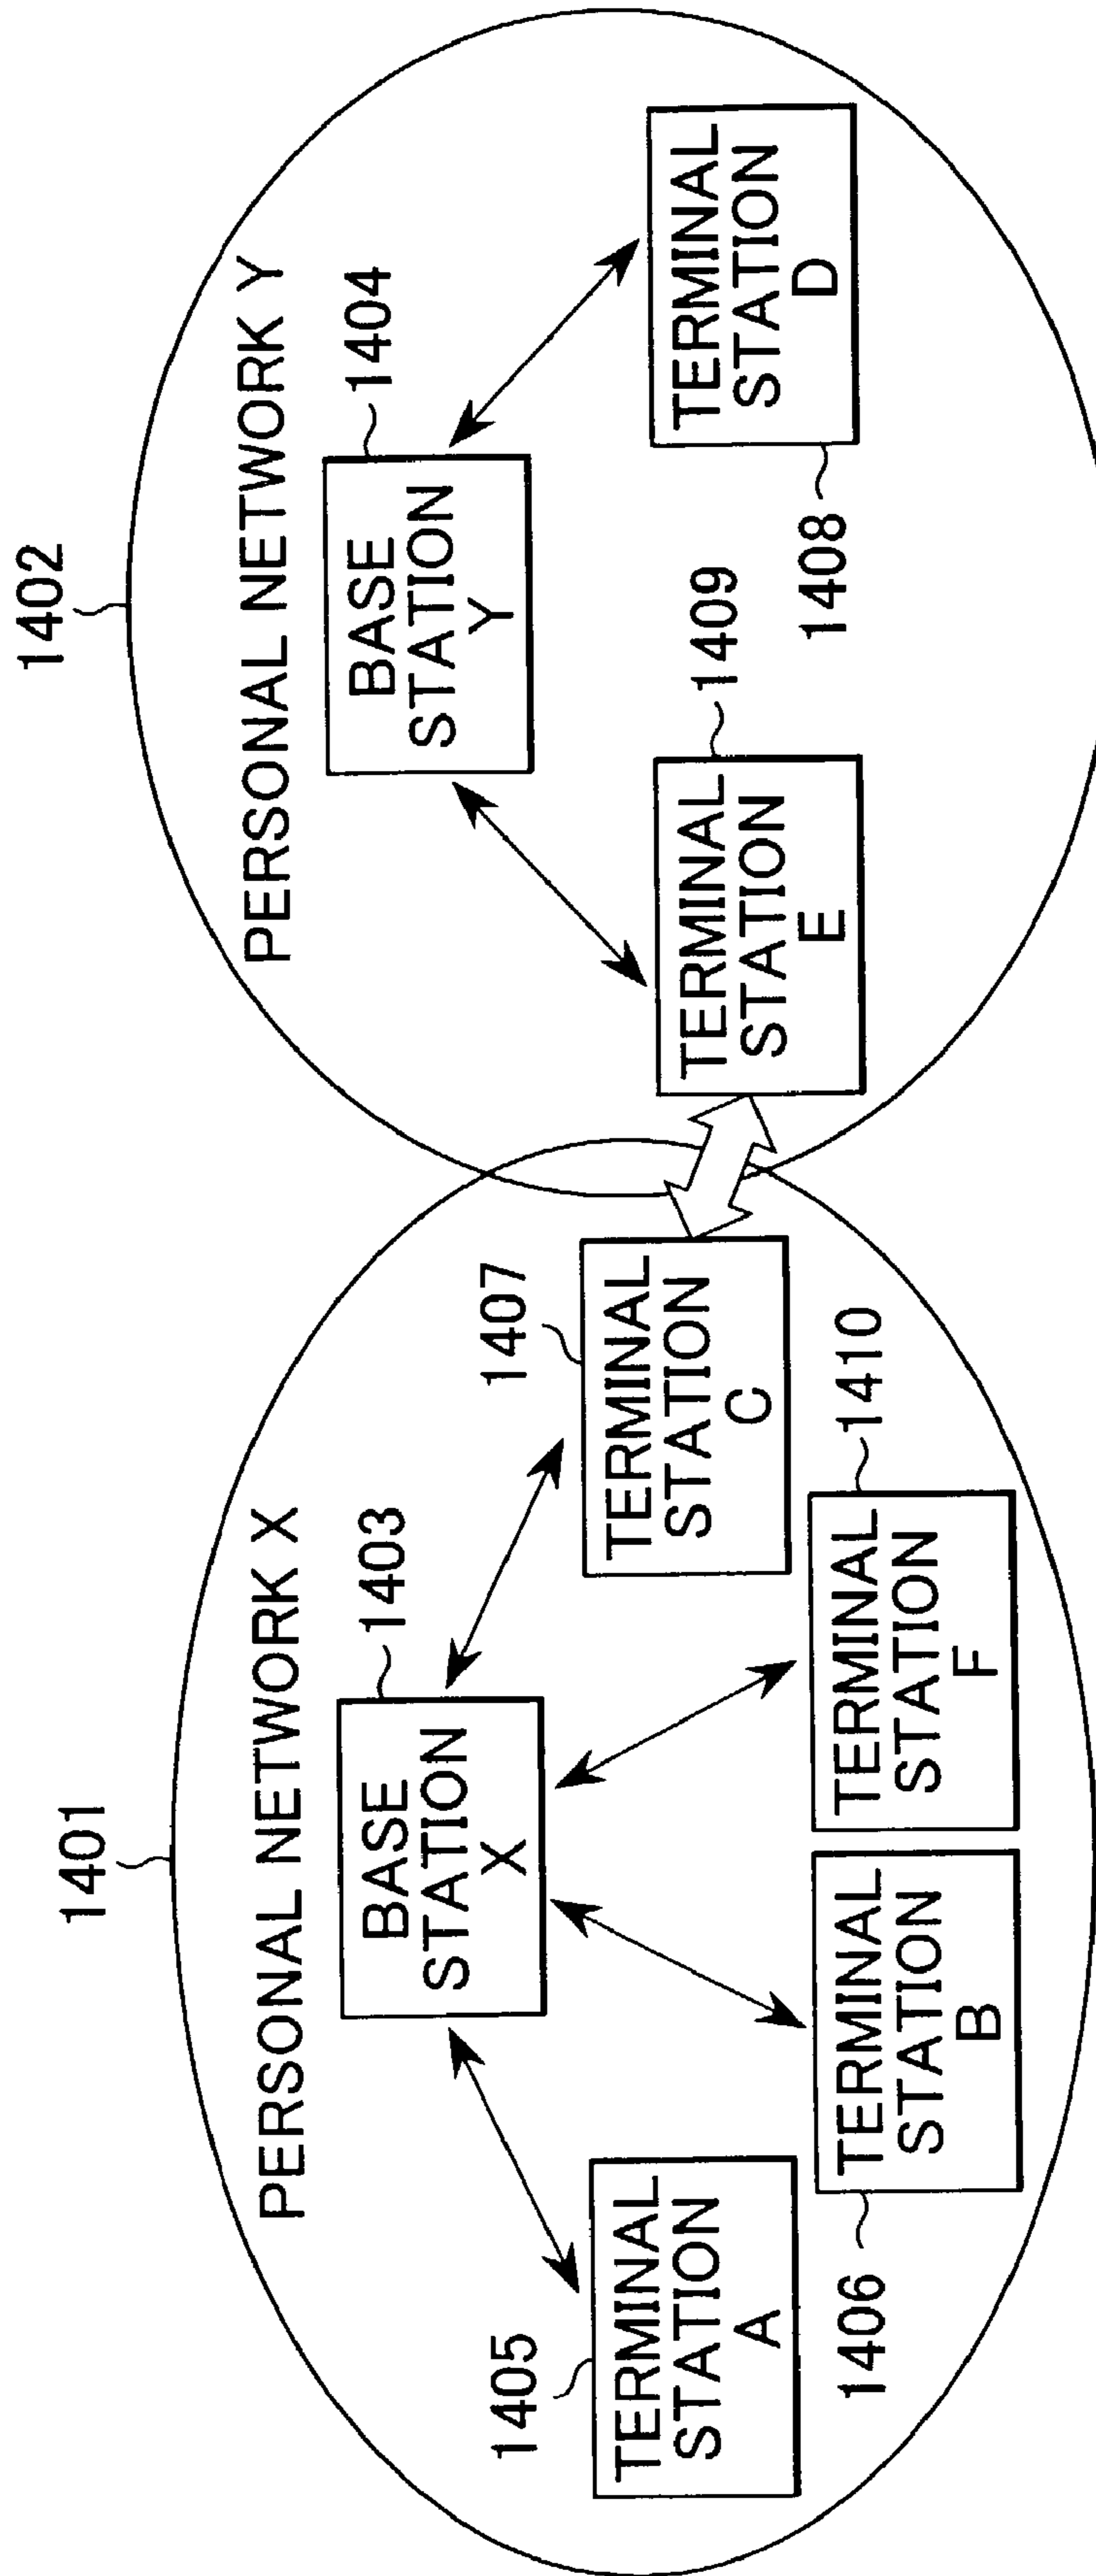 1401
PERSONAL NETWORK X
1403
BASE
STATION
X
1405
TERMINAL
STATION
A
1406
TERMINAL
STATION
B
TERMINAL
STATION
F
1410
1407
TERMINAL
STATION
C
1402
PERSONAL NETWORK Y
1404
BASE
STATION
Y
1409
TERMINAL
STATION
E
1408
TERMINAL
STATION
D